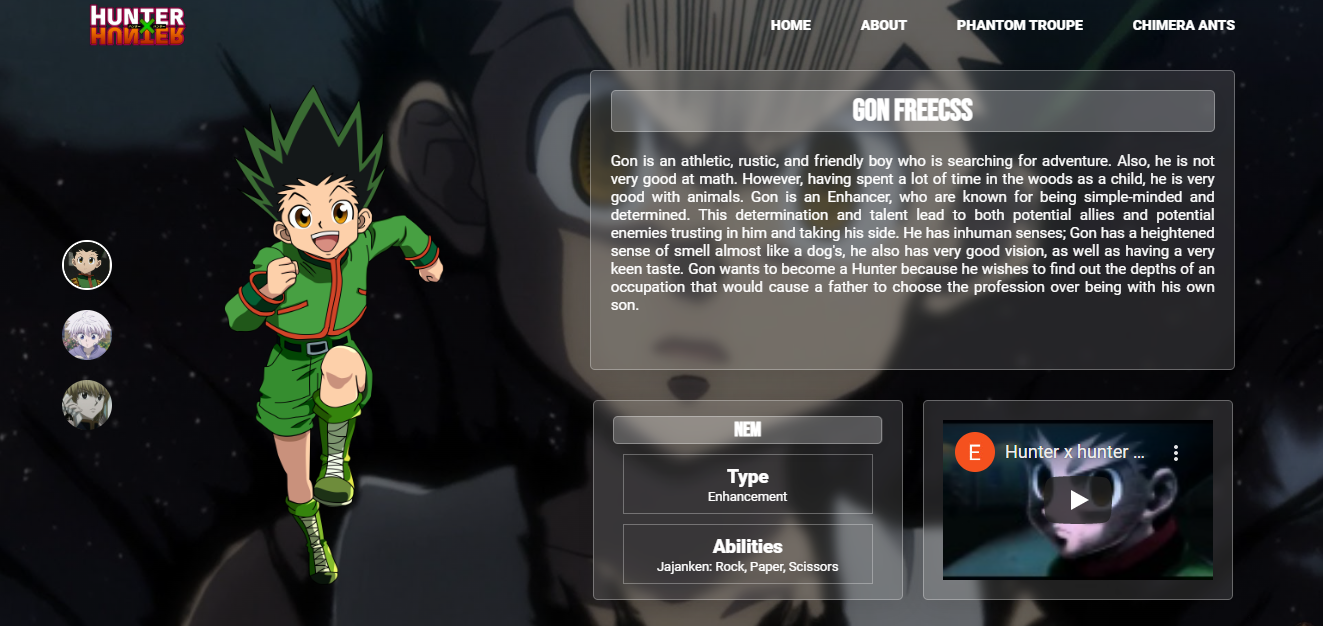 HUNTER
X
HUNTER
HOME ABOUT PHANTOM TROUPE CHIMERA ANTS
GON FREECSS
Gon is an athletic, rustic, and friendly boy who is searching for adventure. Also, he is not
very good at math. However, having spent a lot of time in the woods as a child, he is very
good with animals. Gon is an Enhancer, who are known for being simple-minded and
determined. This determination and talent lead to both potential allies and potential
enemies trusting in him and taking his side. He has inhuman senses; Gon has a heightened
sense of smell almost like a dog's, he also has very good vision, as well as having a very
keen taste. Gon wants to become a Hunter because he wishes to find out the depths of an
occupation that would cause a father to choose the profession over being with his own
son.
NEM
Type
Enhancement
Abilities
Jajanken: Rock, Paper, Scissors
E Hunter x hunter ...